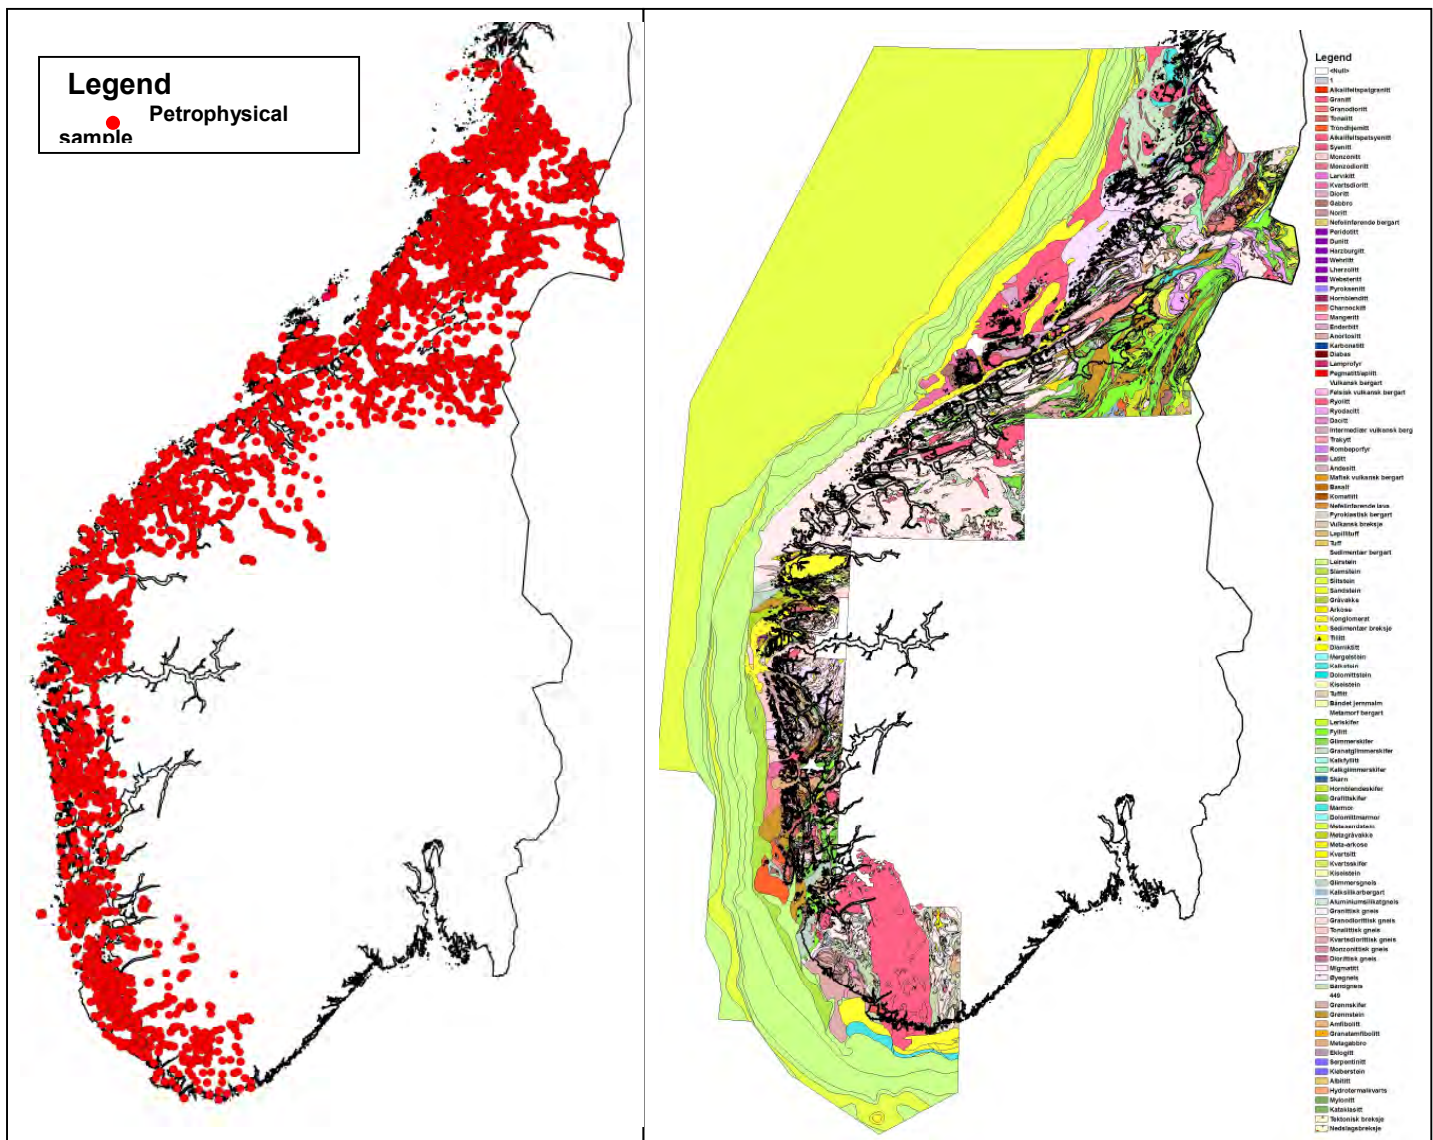 Legend
Petrophysical
sample
Legend
<Null>
1
Alkalifeltspatgranitt
Granitt
Granodioritt
Tonalitt
Trondhjemitt
Alkalifeltspatsyenitt
Syenitt
Monzonitt
Monzodioritt
Larvikitt
Kvartsdioritt
Dioritt
Gabbro
Noritt
Nefelinførende bergart
Peridotitt
Dunitt
Harzburgitt
Wehrlitt
Lherzolitt
Websteritt
Pyroksenitt
Hornblenditt
Charnockitt
Mangeritt
Enderbitt
Anortositt
Karbonatitt
Diabas
Lamprofyr
Pegmatitt/aplitt
Vulkansk bergart
Felsisk vulkansk bergart
Ryolitt
Ryodacitt
Dacitt
Intermediær vulkansk berg
Trakytt
Rombeporfyr
Latitt
Andesitt
Mafisk vulkansk bergart
Basalt
Komatiitt
Nefelinførende lava
Pyroklastisk bergart
Vulkansk breksje
Lapillituff
Tuff
Sedimentær bergart
Leirstein
Slamstein
Siltstein
Sandstein
Gråvakke
Arkose
Konglomerat
Sedimentær breksje
Tillitt
Diamiktitt
Mergelstein
Kalkstein
Dolomittstein
Kiselstein
Tuffitt
Båndet jernmalm
Metamorf bergart
Leirskifer
Fyllitt
Glimmerskifer
Granatglimmerskifer
Kalkfyllitt
Kalkglimmerskifer
Skarn
Hornblendeskifer
Grafittskifer
Marmor
Dolomittmarmor
Metasandstein
Metagråvakke
Meta-arkose
Kvartsitt
Kvartsskifer
Kiselstein
Glimmergneis
Kalksilikatbergart
Aluminiumsilikatgneis
Granittisk gneis
Granodiorittisk gneis
Tonalittisk gneis
Kvartsdiorittisk gneis
Monzonittisk gneis
Diorittisk gneis
Migmatitt
Øyegneis
Båndgneis
449
Grønnskifer
Grønnstein
Amfibolitt
Granatamfibolitt
Metagabbro
Eklogitt
Serpentinitt
Kleberstein
Albititt
Hydrotermalkvarts
Mylonitt
Kataklasitt
Tektonisk breksje
Nedslagsbreksje